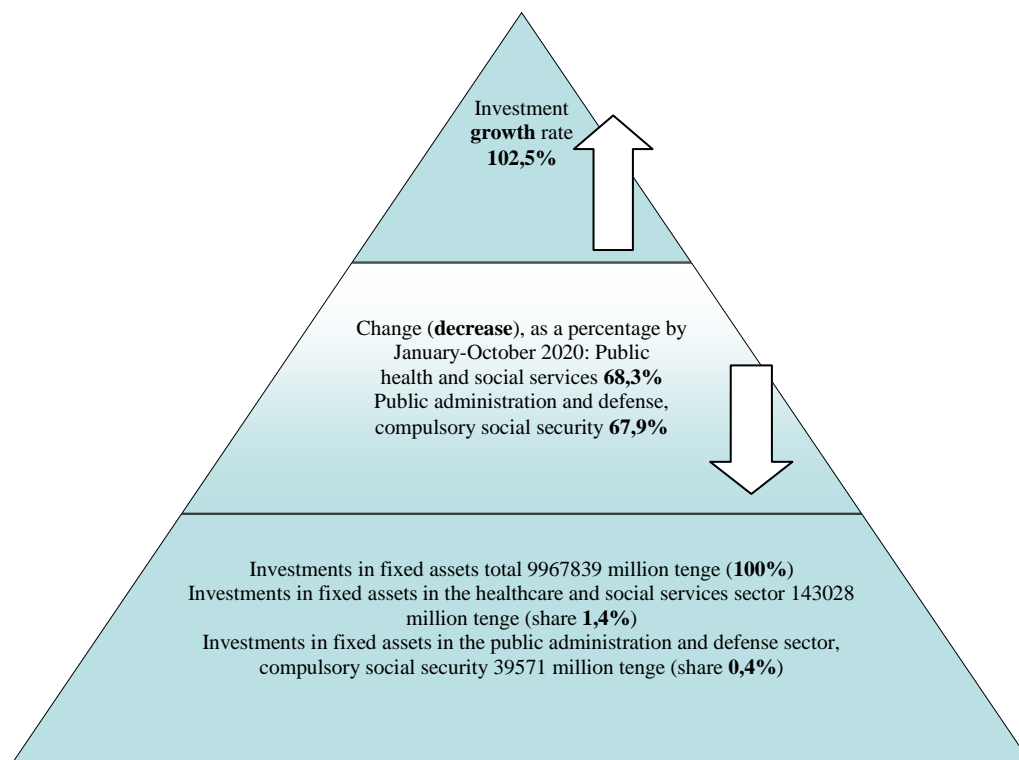 Investment
growth rate
102,5%
Change (decrease), as a percentage by
January-October 2020: Public
health and social services 68,3%
Public administration and defense,
compulsory social security 67,9%
Investments in fixed assets total 9967839 million tenge (100%)
Investments in fixed assets in the healthcare and social services sector 143028
million tenge (share 1,4%)
Investments in fixed assets in the public administration and defense sector,
compulsory social security 39571 million tenge (share 0,4%)